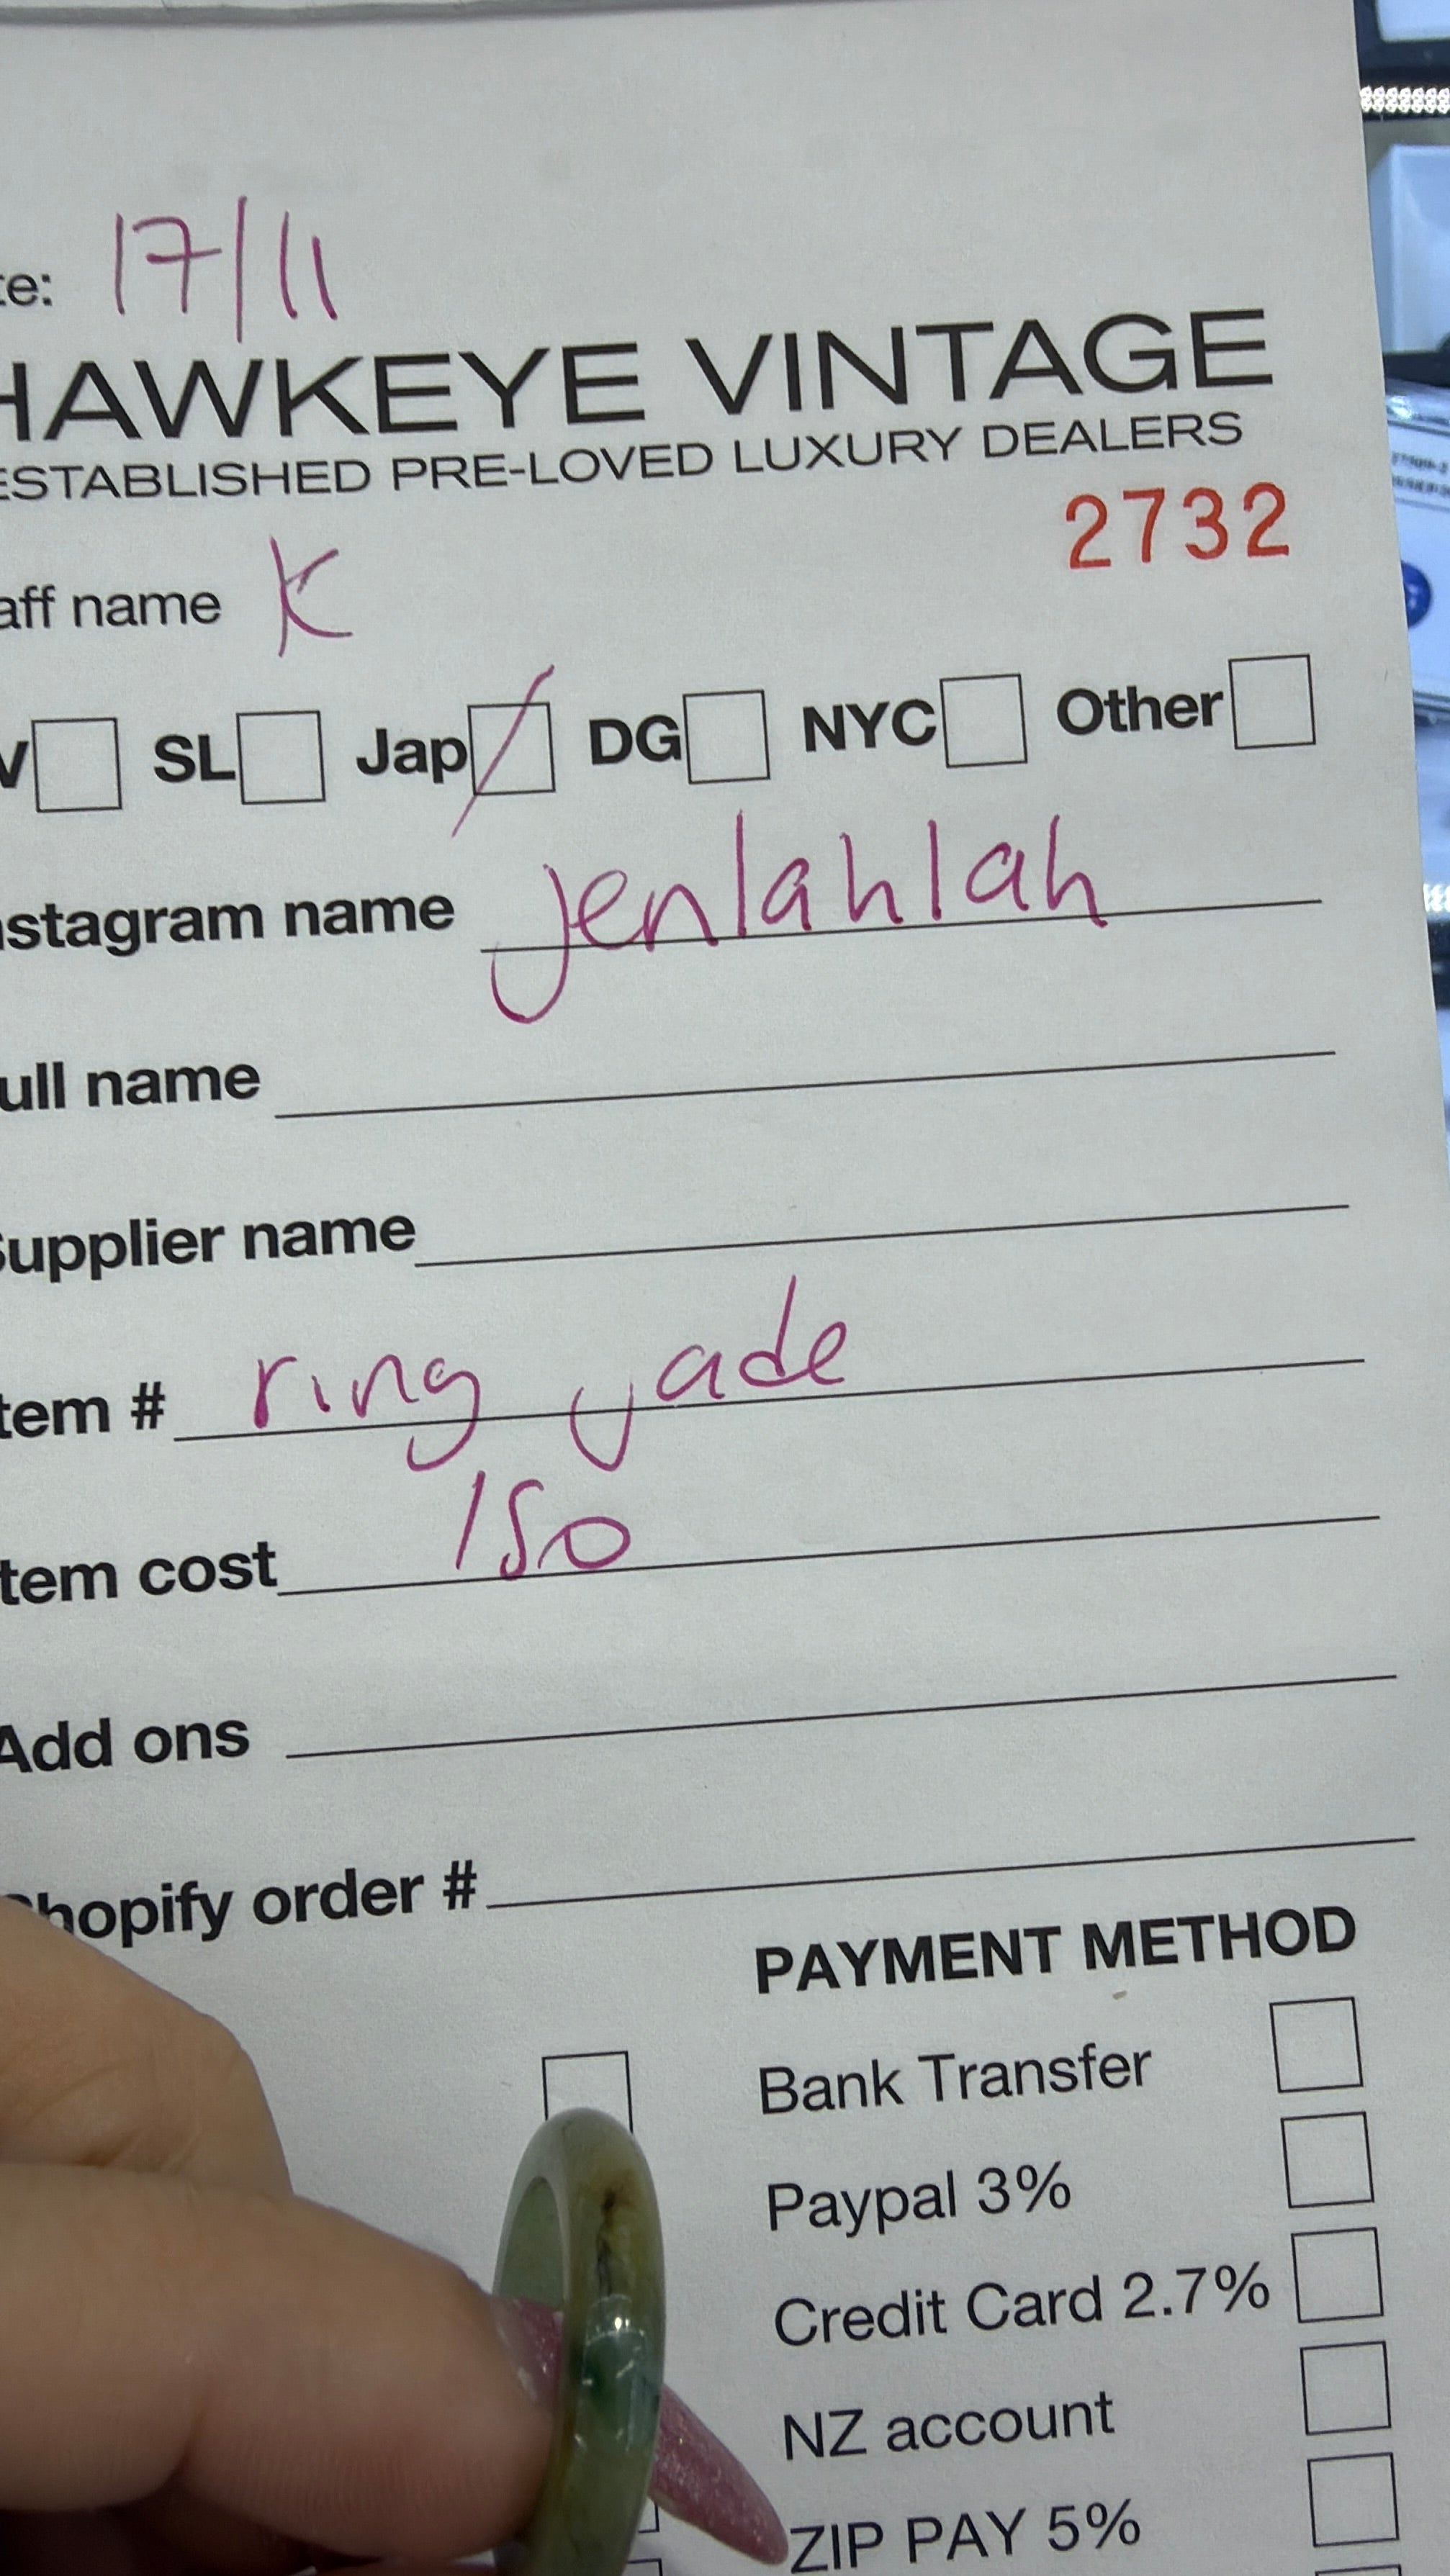 te: 17/11
HAWKEYE VINTAGE
ESTABLISHED PRE-LOVED LUXURY DEALERS
2732
aff name K
V SL Jap DG NYC Other
nstagram name jenlahlah
ull name
Supplier name
tem # ring jade
tem cost 150
Add ons
Shopify order #
PAYMENT METHOD
Bank Transfer
Paypal 3%
Credit Card 2.7%
NZ account
ZIP PAY 5%